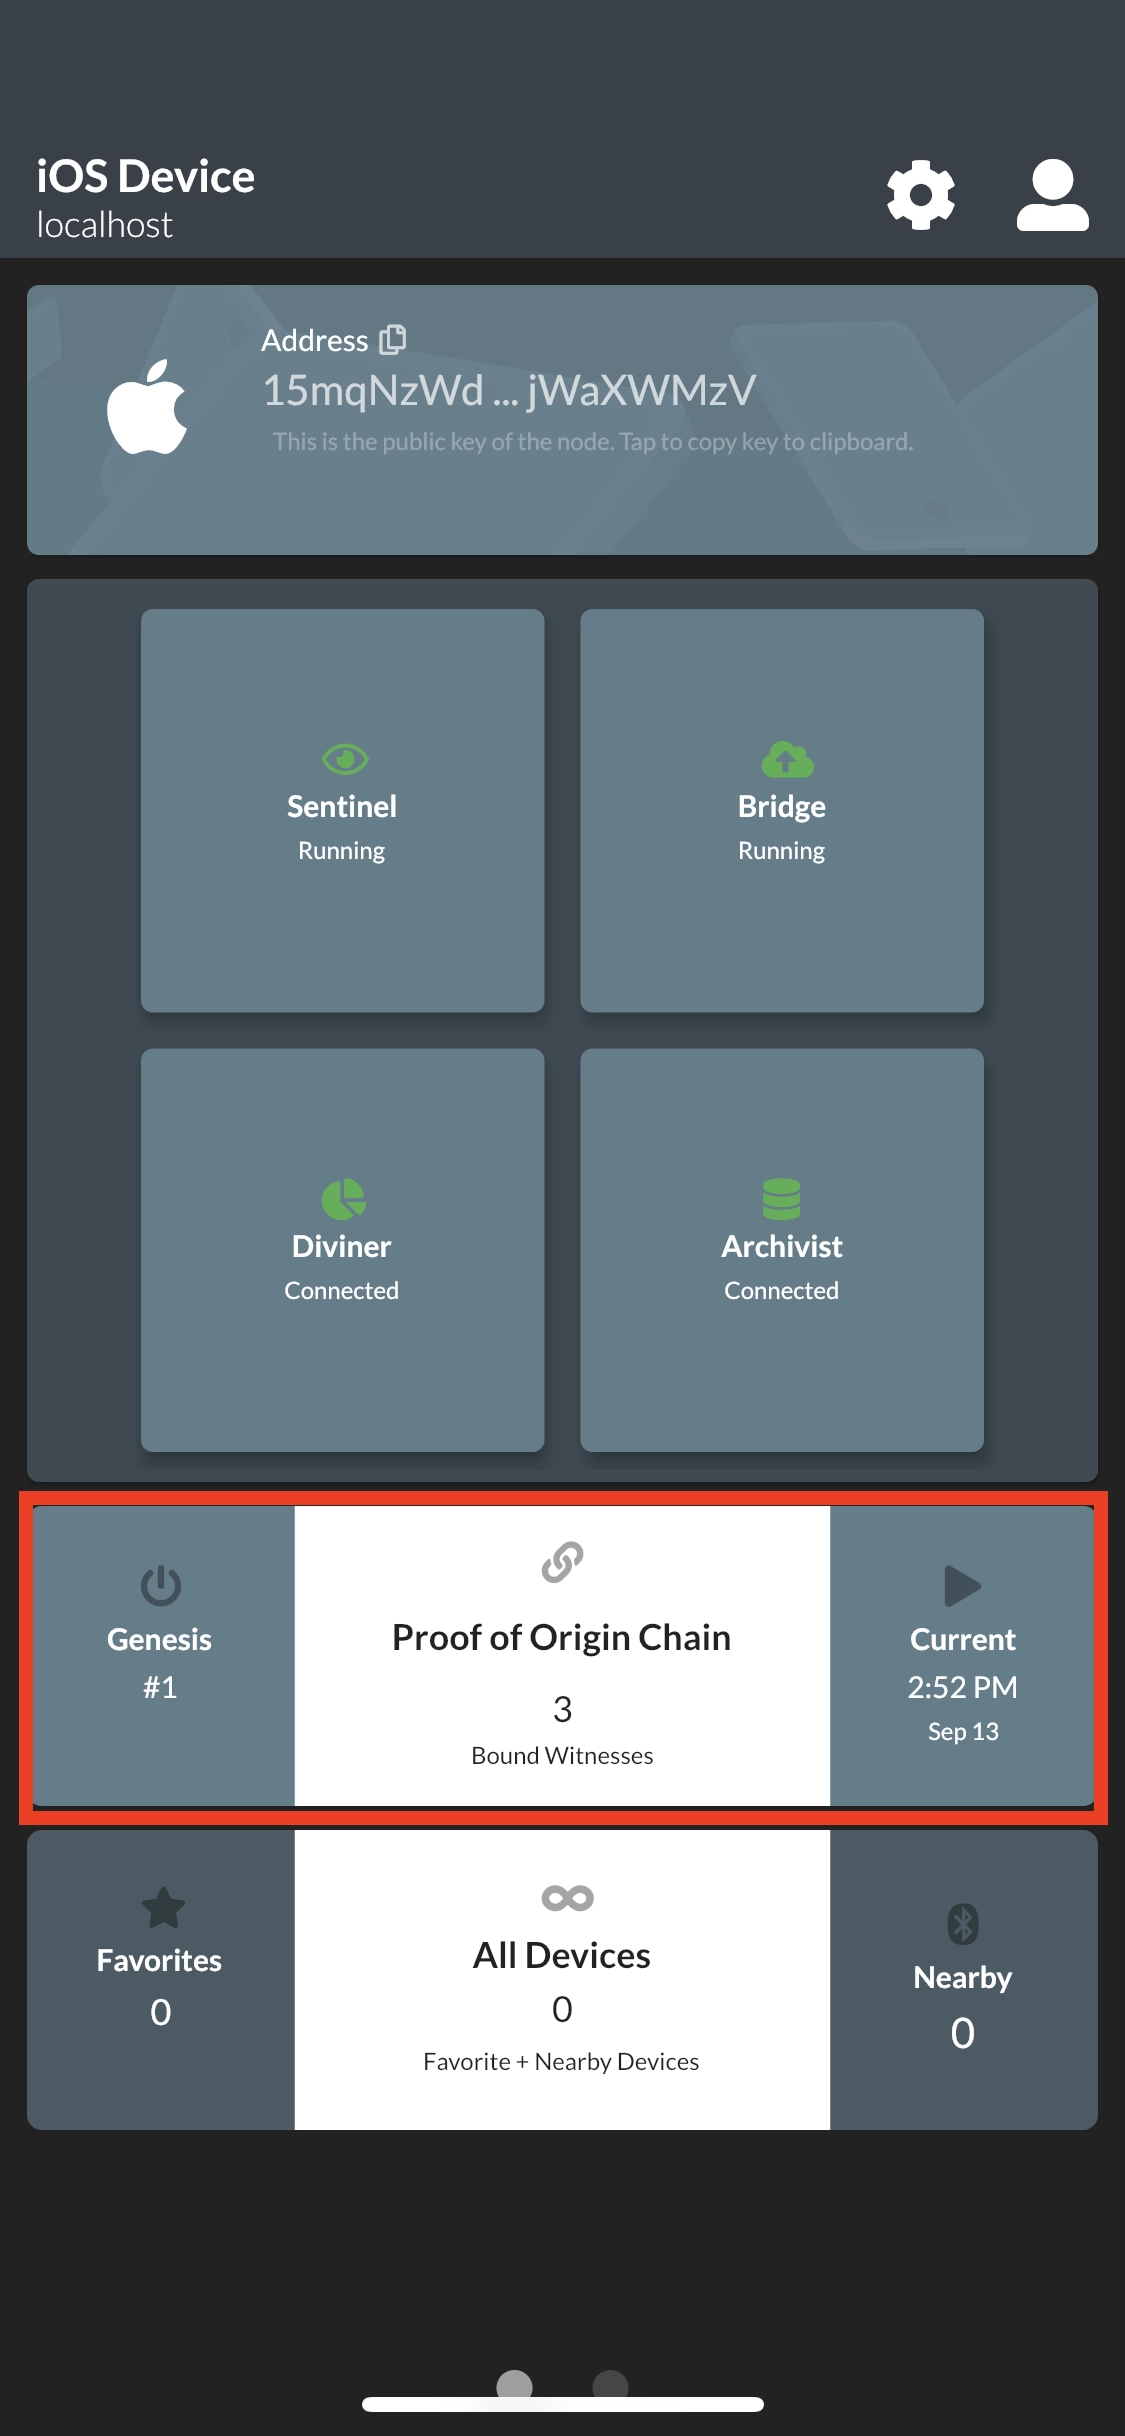 iOS Device
localhost
Address
15mqNzWd ... jWaXWMzV
This is the public key of the node. Tap to copy key to clipboard.
Sentinel
Running
Bridge
Running
Diviner
Connected
Archivist
Connected
Genesis
#1
Proof of Origin Chain
3
Bound Witnesses
Current
2:52 PM
Sep 13
Favorites
0
All Devices
0
Favorite + Nearby Devices
Nearby
0